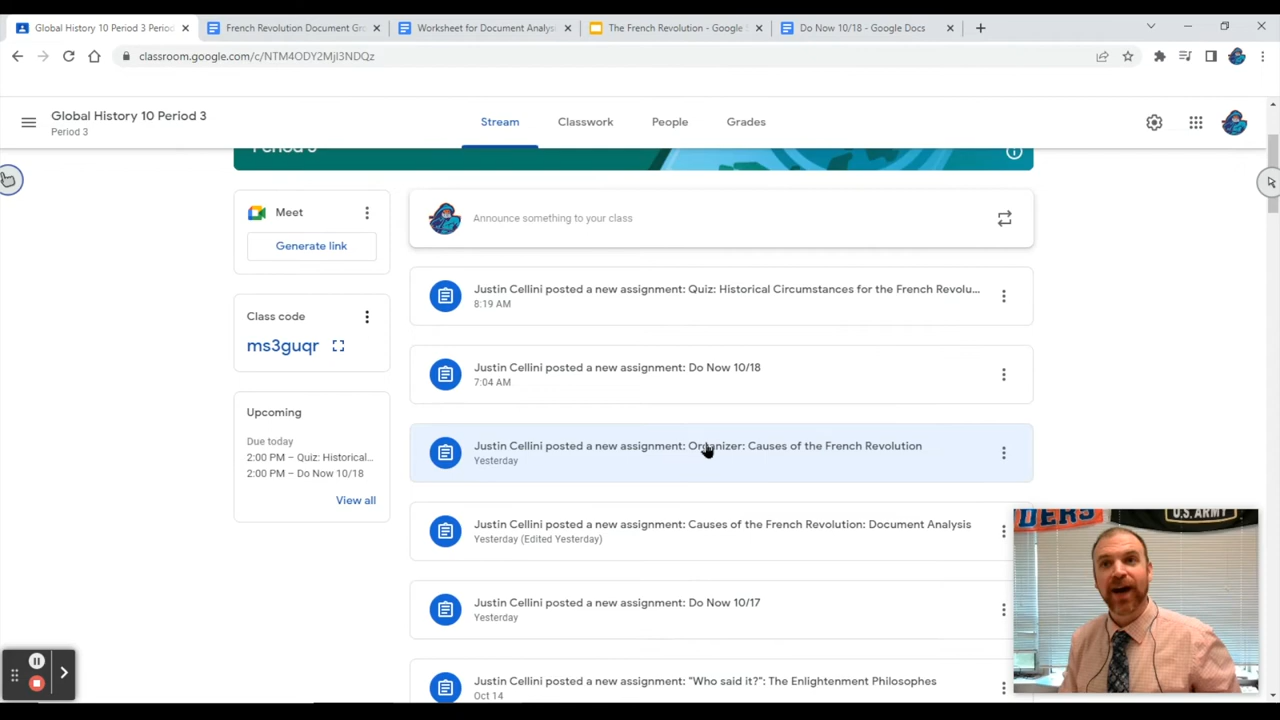 Global History 10 Period 3 Period
French Revolution Document Gr
Worksheet for Document Analysi
The French Revolution - Google S
Do Now 10/18 - Google Docs
classroom.google.com/c/NTM4ODY2MjI3NDQz
Global History 10 Period 3
Period 3
Stream
Classwork
People
Grades
Period 3
Meet
Generate link
Class code
ms3guqr
Upcoming
Due today
2:00 PM – Quiz: Historical...
2:00 PM – Do Now 10/18
View all
Announce something to your class
Justin Cellini posted a new assignment: Quiz: Historical Circumstances for the French Revolu...
8:19 AM
Justin Cellini posted a new assignment: Do Now 10/18
7:04 AM
Justin Cellini posted a new assignment: Organizer: Causes of the French Revolution
Yesterday
Justin Cellini posted a new assignment: Causes of the French Revolution: Document Analysis
Yesterday (Edited Yesterday)
Justin Cellini posted a new assignment: Do Now 10/17
Yesterday
Justin Cellini posted a new assignment: "Who said it?": The Enlightenment Philosophes
Oct 14
DERS
U.S. ARMY